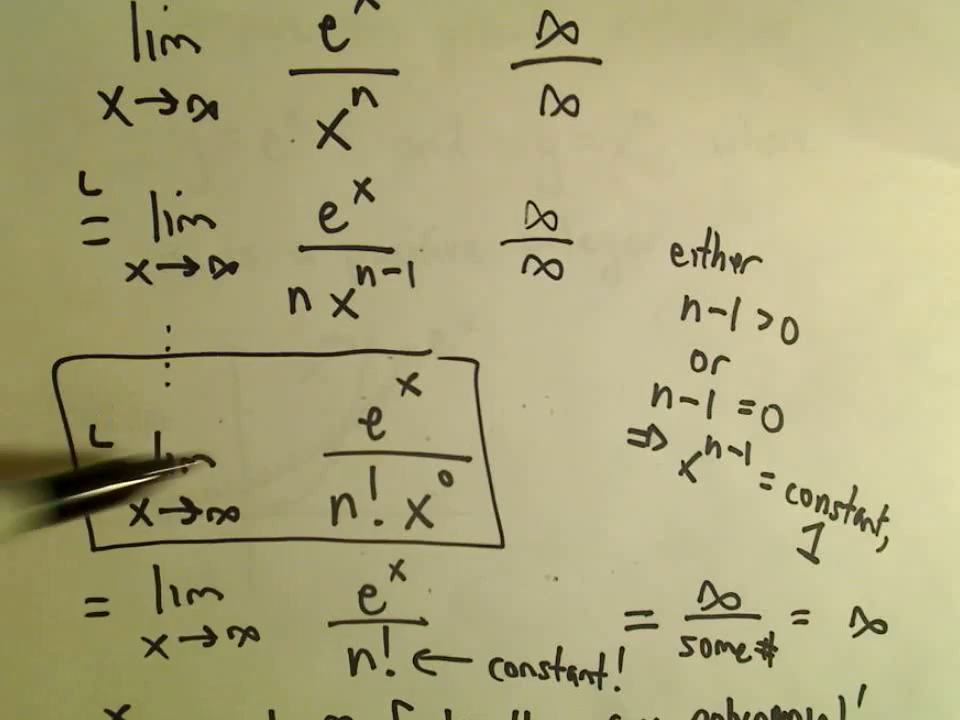 lim x→∞ e^x / x^n ∞/∞
L= lim x→∞ e^x / n x^(n-1) ∞/∞
either
n-1>0
or
n-1=0
⇒ x^(n-1) = constant,
1
⋮
L lim x→∞ e^x / n! x^0
= lim x→∞ e^x / n! ← constant! = ∞ / some# = ∞